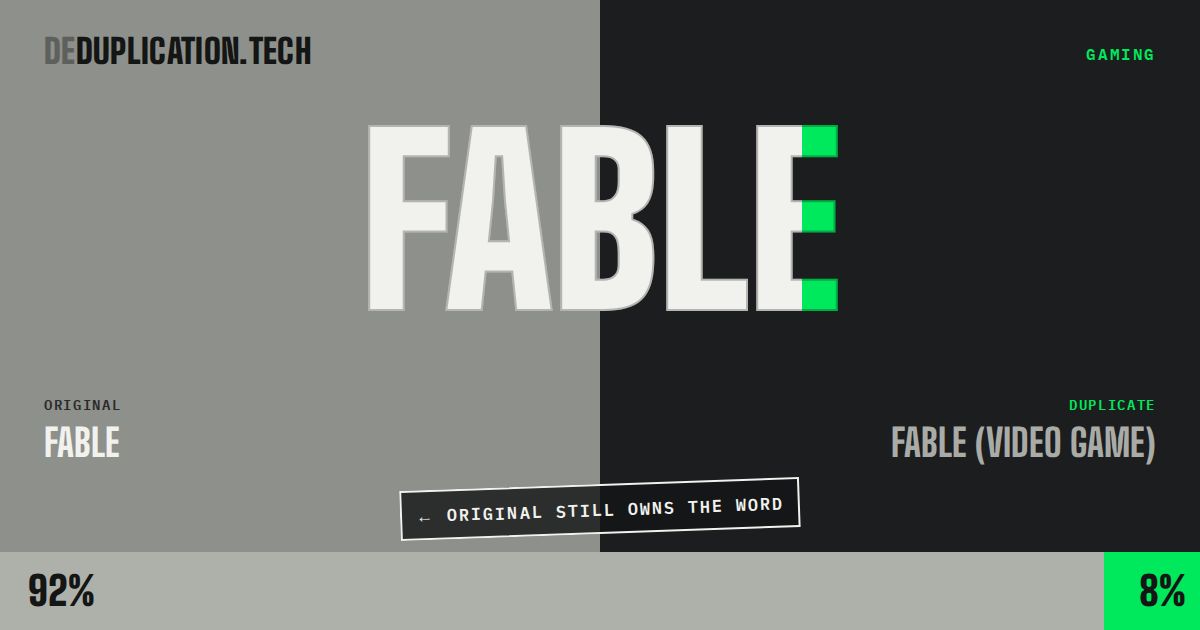 DEDUPLICATION.TECH
GAMING
FABLE
ORIGINAL
FABLE
DUPLICATE
FABLE (VIDEO GAME)
← ORIGINAL STILL OWNS THE WORD
92%
8%